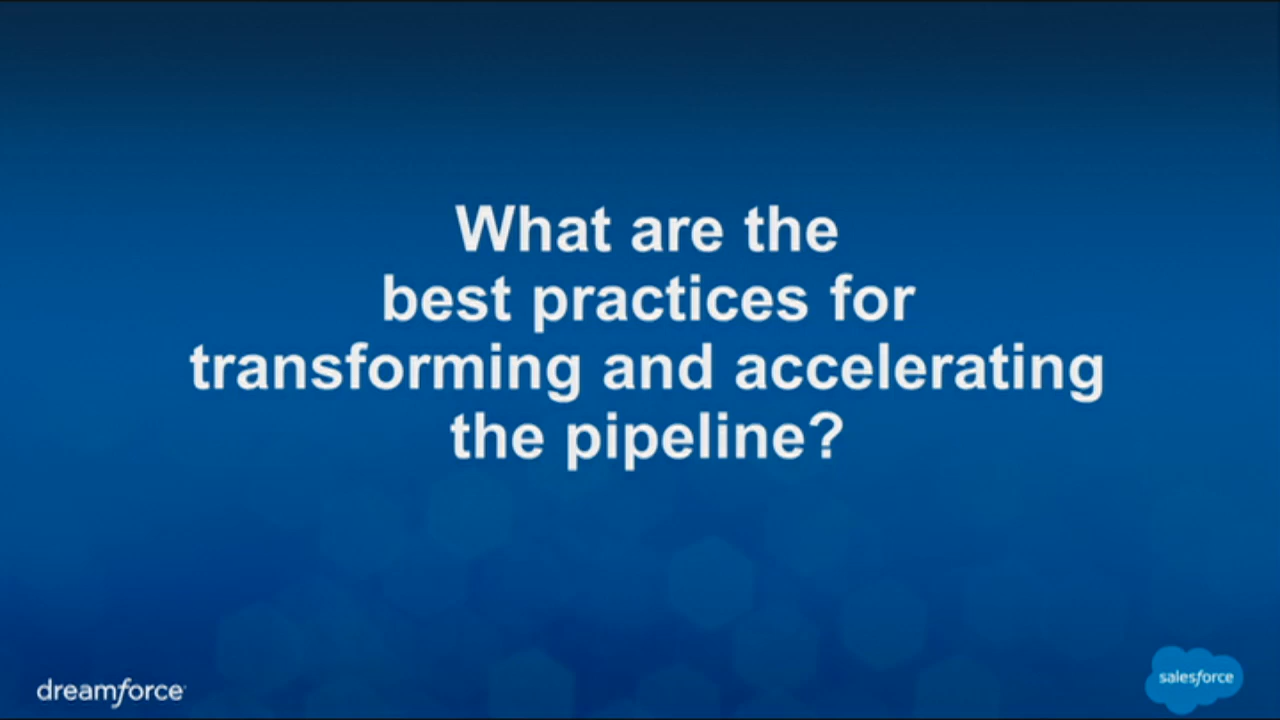 What are the
best practices for
transforming and accelerating
the pipeline?
dreamforce
salesforce